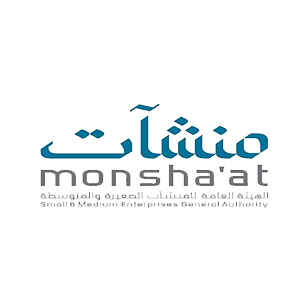 منشآت
monsha'at
الهيئة العامة للمنشآت الصغيرة والمتوسطة
Small & Medium Enterprises General Authority